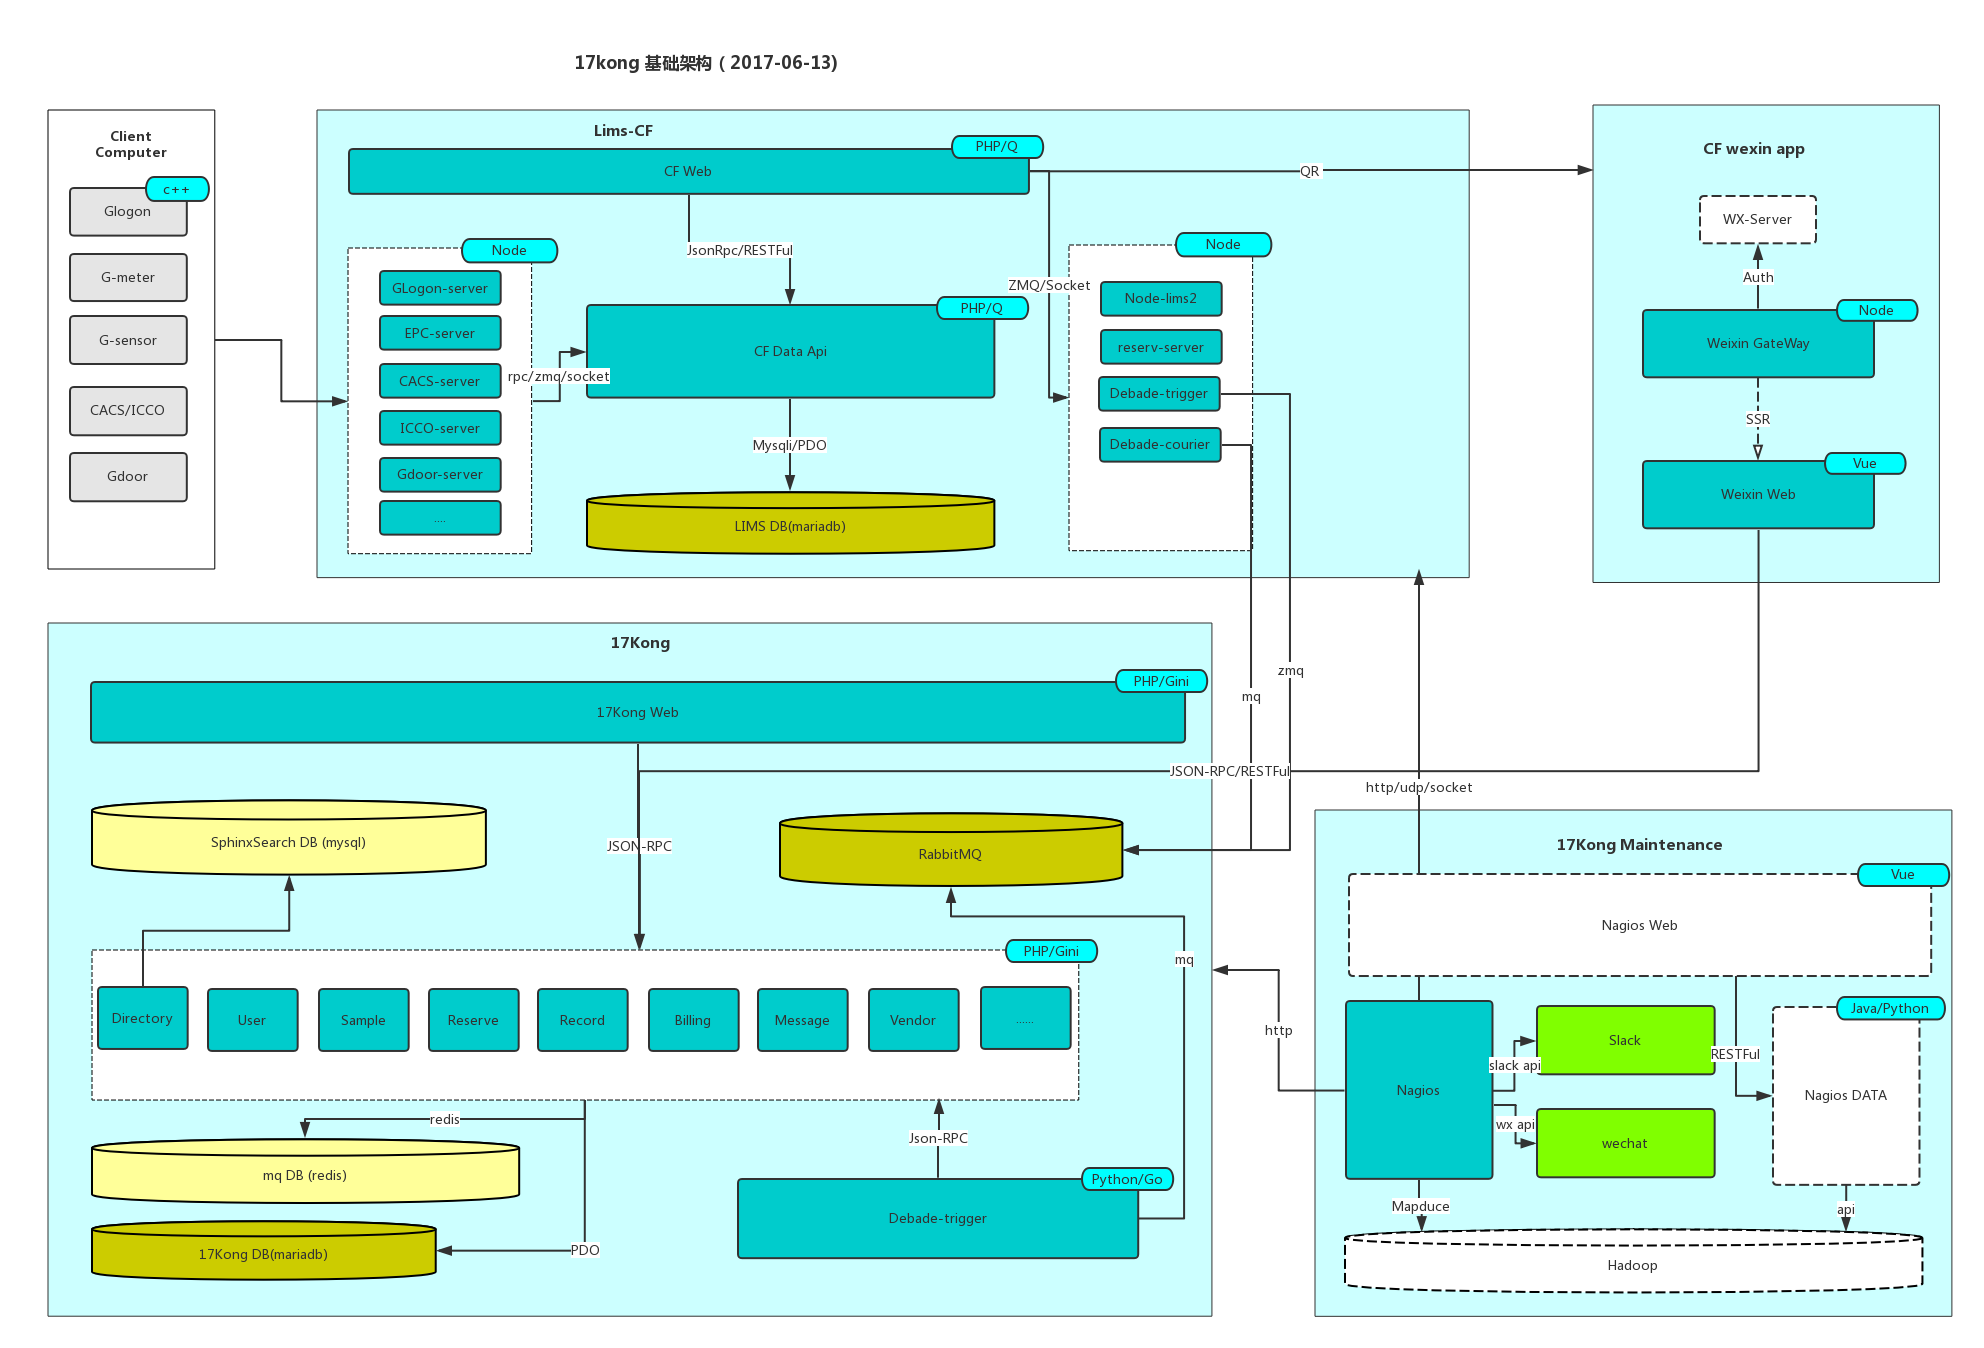 17kong 基础架构 ( 2017-06-13)
Client
Computer
c++
Glogon
G-meter
G-sensor
CACS/ICCO
Gdoor
Lims-CF
PHP/Q
CF Web
QR
Node
GLogon-server
EPC-server
CACS-server
ICCO-server
Gdoor-server
....
JsonRpc/RESTFul
rpc/zmq/socket
PHP/Q
CF Data Api
Mysqli/PDO
LIMS DB(mariadb)
ZMQ/Socket
Node
Node-lims2
reserv-server
Debade-trigger
Debade-courier
CF wexin app
WX-Server
Auth
Node
Weixin GateWay
SSR
Vue
Weixin Web
17Kong
PHP/Gini
17Kong Web
zmq
mq
JSON-RPC/RESTFul
http/udp/socket
SphinxSearch DB (mysql)
JSON-RPC
RabbitMQ
PHP/Gini
mq
Directory
User
Sample
Reserve
Record
Billing
Message
Vendor
......
redis
mq DB (redis)
Json-RPC
Python/Go
Debade-trigger
PDO
17Kong DB(mariadb)
http
17Kong Maintenance
Vue
Nagios Web
Nagios
slack api
Slack
wx api
wechat
RESTFul
Java/Python
Nagios DATA
Mapduce
api
Hadoop